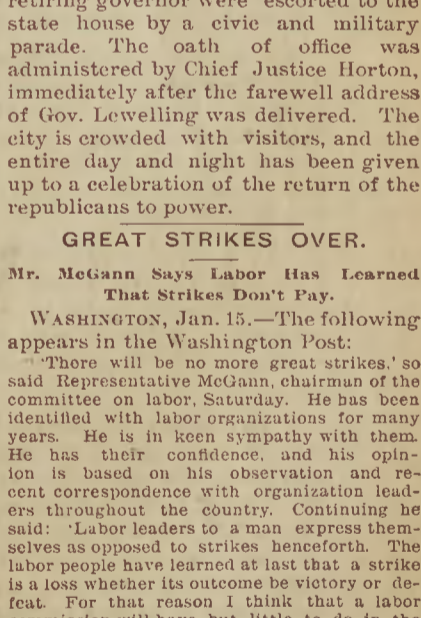 retiring governor were escorted to the
state house by a civic and military
parade. The oath of office was
administered by Chief Justice Horton,
immediately after the farewell address
of Gov. Lewelling was delivered. The
city is crowded with visitors, and the
entire day and night has been given
up to a celebration of the return of the
republicans to power.
GREAT STRIKES OVER.
Mr. McGann Says Labor Has Learned
That Strikes Don't Pay.
WASHINGTON, Jan. 15.—The following
appears in the Washington Post:
'There will be no more great strikes,' so
said Representative McGann, chairman of the
committee on labor, Saturday. He has been
identified with labor organizations for many
years. He is in keen sympathy with them.
He has their confidence, and his opin-
ion is based on his observation and re-
cent correspondence with organization lead-
ers throughout the country. Continuing he
said: 'Labor leaders to a man express them-
selves as opposed to strikes henceforth. The
labor people have learned at last that a strike
is a loss whether its outcome be victory or de-
feat. For that reason I think that a labor